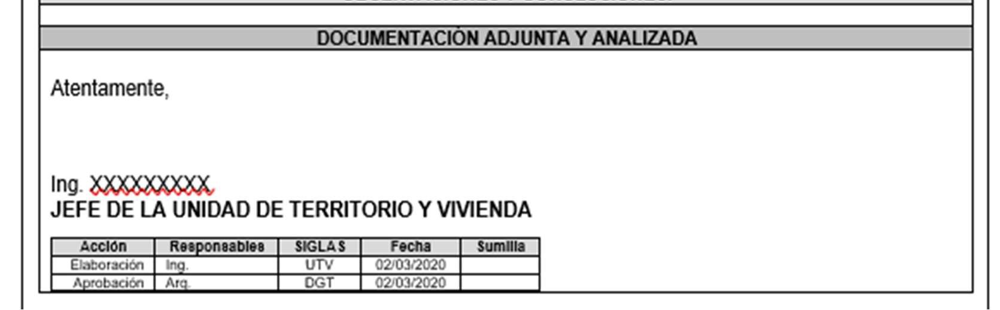 DOCUMENTACIÓN ADJUNTA Y ANALIZADA
Atentamente,
Ing. XXXXXXXXX
JEFE DE LA UNIDAD DE TERRITORIO Y VIVIENDA
Acción Responsables SIGLAS Fecha Sumilla
Elaboración Ing. UTV 02/03/2020
Aprobación Arq. DGT 02/03/2020